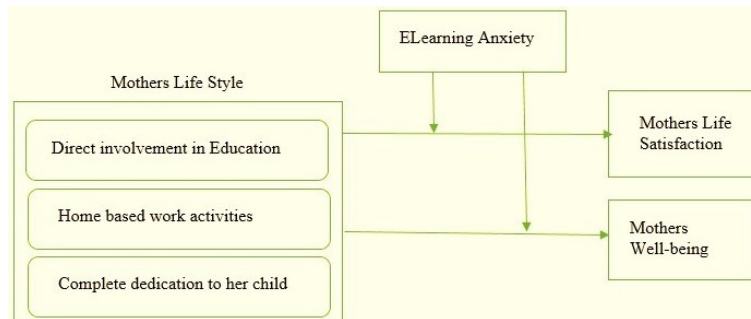 ELearning Anxiety
Mothers Life Style
Direct involvement in Education
Home based work activities
Complete dedication to her child
Mothers Life
Satisfaction
Mothers
Well-being